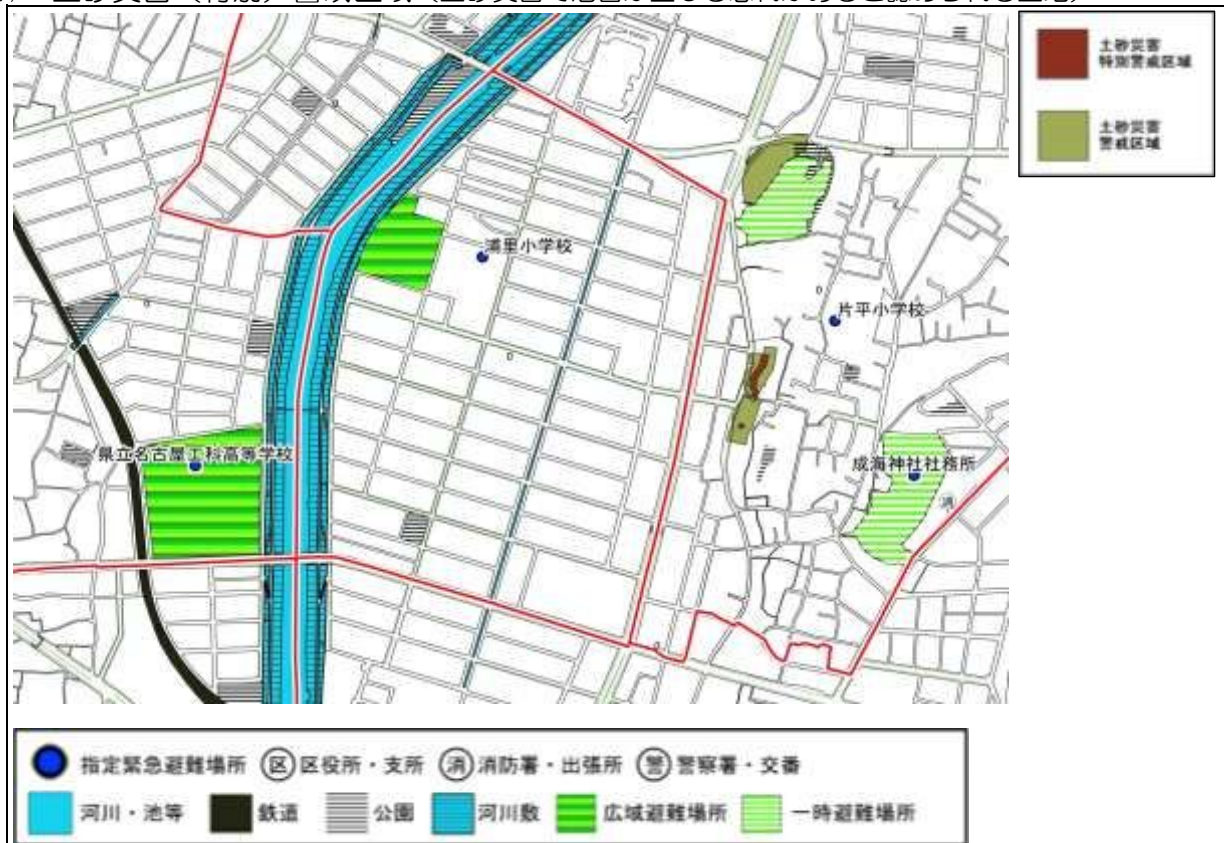 土砂災害
特別警戒区域
土砂災害
警戒区域
浦里小学校
片平小学校
県立名古屋工科高等学校
成海神社社務所
消
指定緊急避難場所 区 区役所・支所 消 消防署・出張所 警 警察署・交番
河川・池等 鉄道 公園 河川敷 広域避難場所 一時避難場所